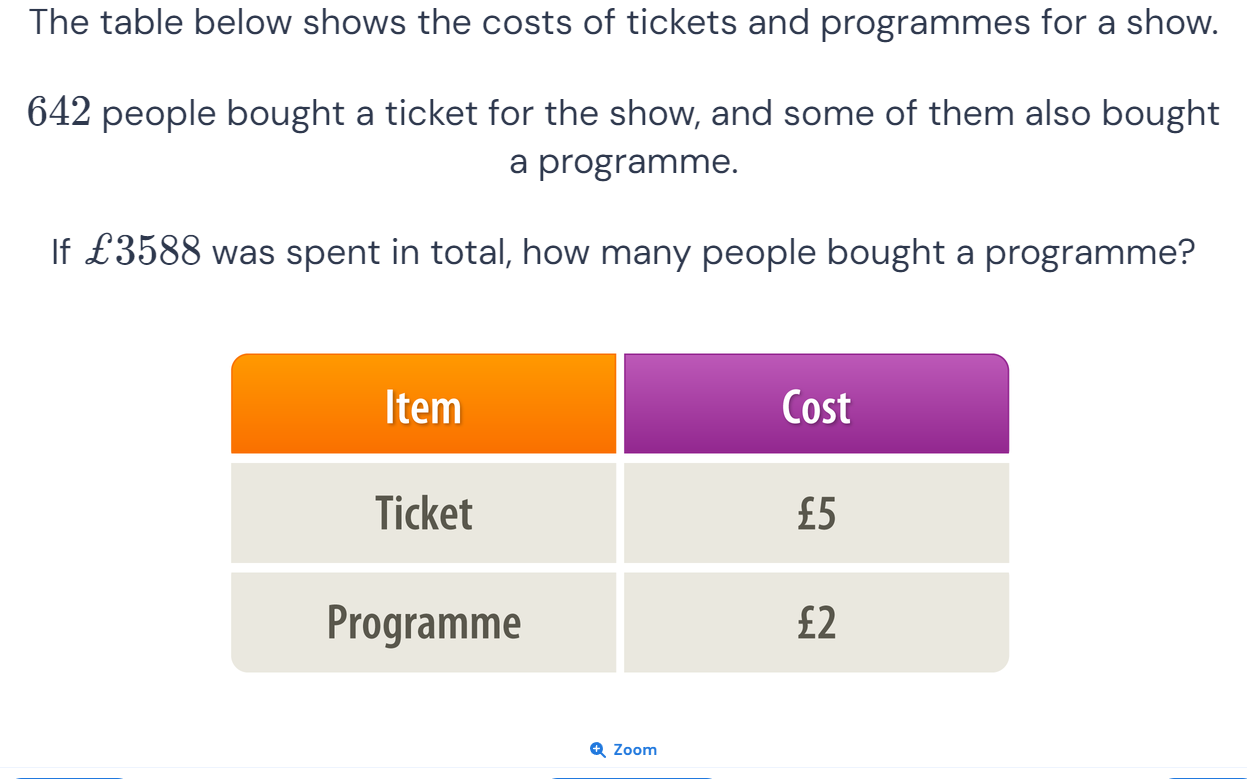 The table below shows the costs of tickets and programmes for a show.
642 people bought a ticket for the show, and some of them also bought
a programme.
If £3588 was spent in total, how many people bought a programme?
Item Cost
Ticket £5
Programme £2
Zoom